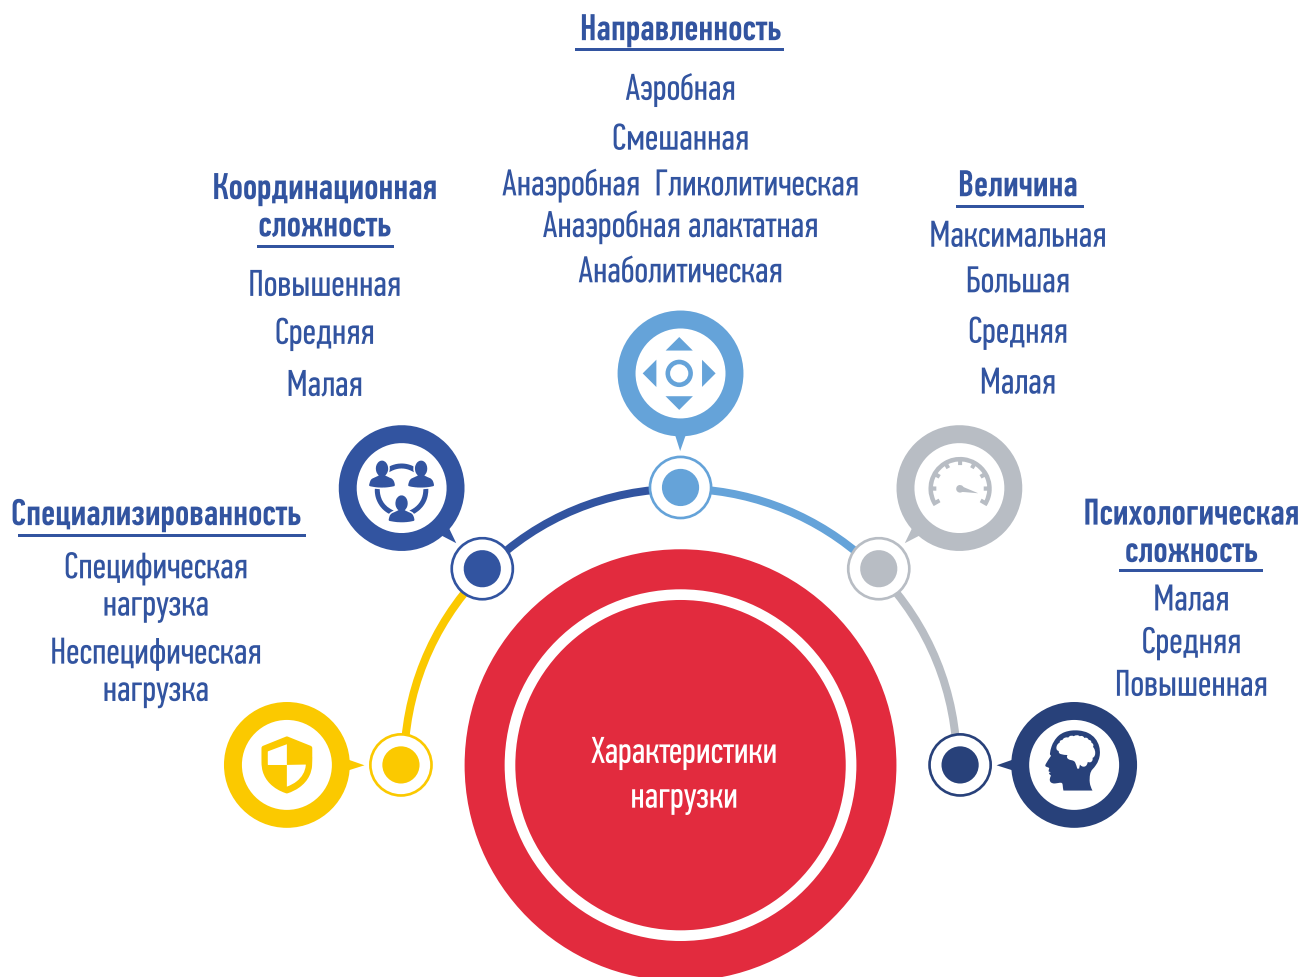 Направленность
Аэробная
Смешанная
Анаэробная Гликолитическая
Анаэробная алактатная
Анаболитическая
Координационная
сложность
Повышенная
Средняя
Малая
Величина
Максимальная
Большая
Средняя
Малая
Специализированность
Специфическая
нагрузка
Неспецифическая
нагрузка
Психологическая
сложность
Малая
Средняя
Повышенная
Характеристики
нагрузки